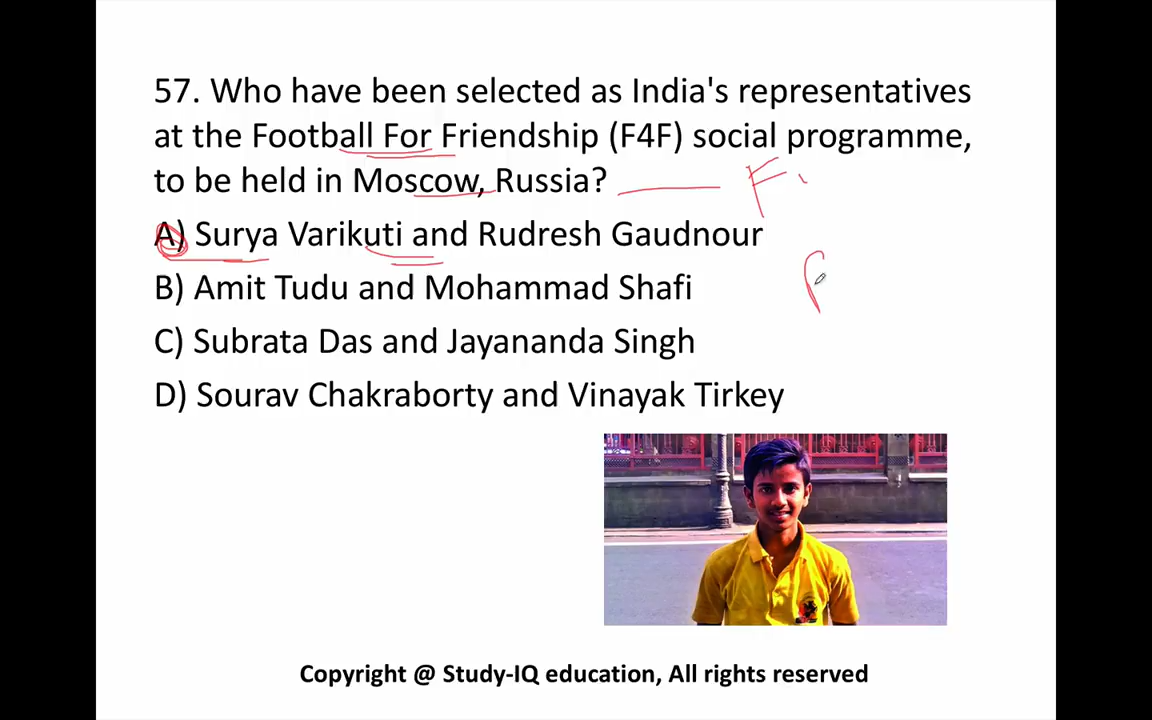 57. Who have been selected as India's representatives
at the Football For Friendship (F4F) social programme,
to be held in Moscow, Russia?
A) Surya Varikuti and Rudresh Gaudnour
B) Amit Tudu and Mohammad Shafi
C) Subrata Das and Jayananda Singh
D) Sourav Chakraborty and Vinayak Tirkey
Copyright @ Study-IQ education, All rights reserved